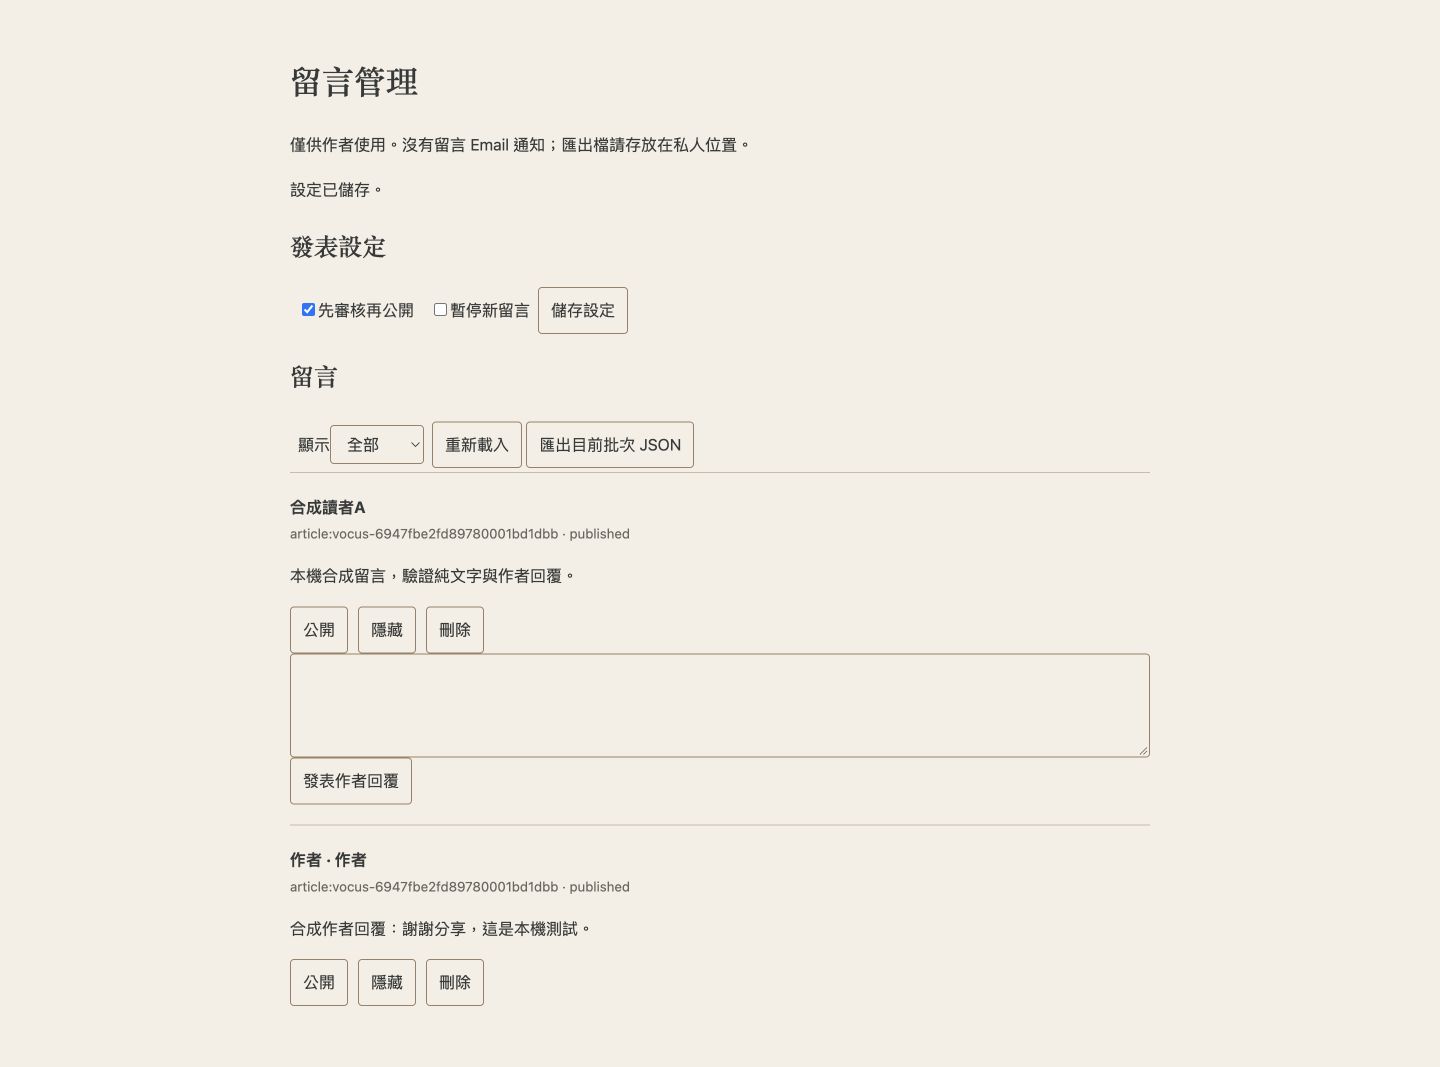 留言管理
僅供作者使用。沒有留言 Email 通知；匯出檔請存放在私人位置。
設定已儲存。
發表設定
先審核再公開 暫停新留言 儲存設定
留言
顯示 全部 重新載入 匯出目前批次 JSON
合成讀者A
article:vocus-6947fbe2fd89780001bd1dbb · published
本機合成留言，驗證純文字與作者回覆。
公開 隱藏 刪除
發表作者回覆
作者 · 作者
article:vocus-6947fbe2fd89780001bd1dbb · published
合成作者回覆：謝謝分享，這是本機測試。
公開 隱藏 刪除